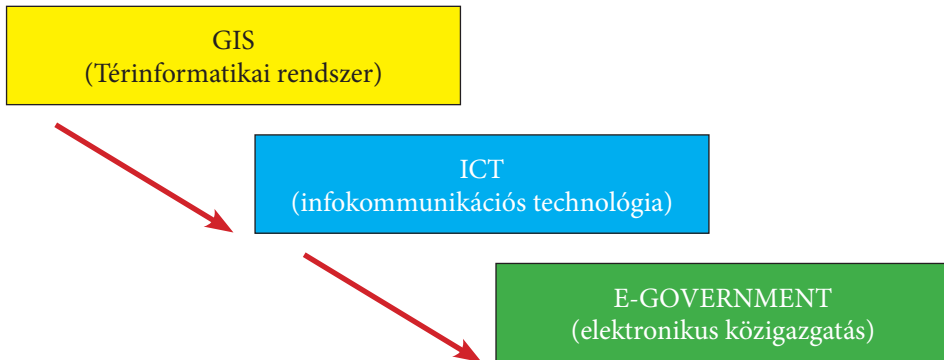 GIS
(Térinformatikai rendszer)
ICT
(infokommunikációs technológia)
E-GOVERNMENT
(elektronikus közigazgatás)